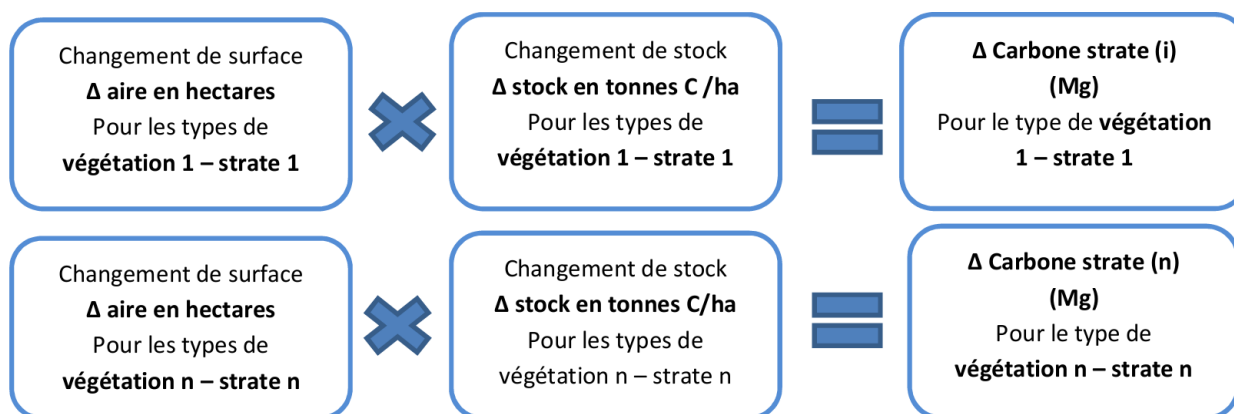 Changement de surface
Δ aire en hectares
Pour les types de
végétation 1 – strate 1
Changement de stock
Δ stock en tonnes C /ha
Pour les types de
végétation 1 – strate 1
Δ Carbone strate (i)
(Mg)
Pour le type de végétation
1 – strate 1
Changement de surface
Δ aire en hectares
Pour les types de
végétation n – strate n
Changement de stock
Δ stock en tonnes C/ha
Pour les types de
végétation n – strate n
Δ Carbone strate (n)
(Mg)
Pour le type de
végétation n – strate n